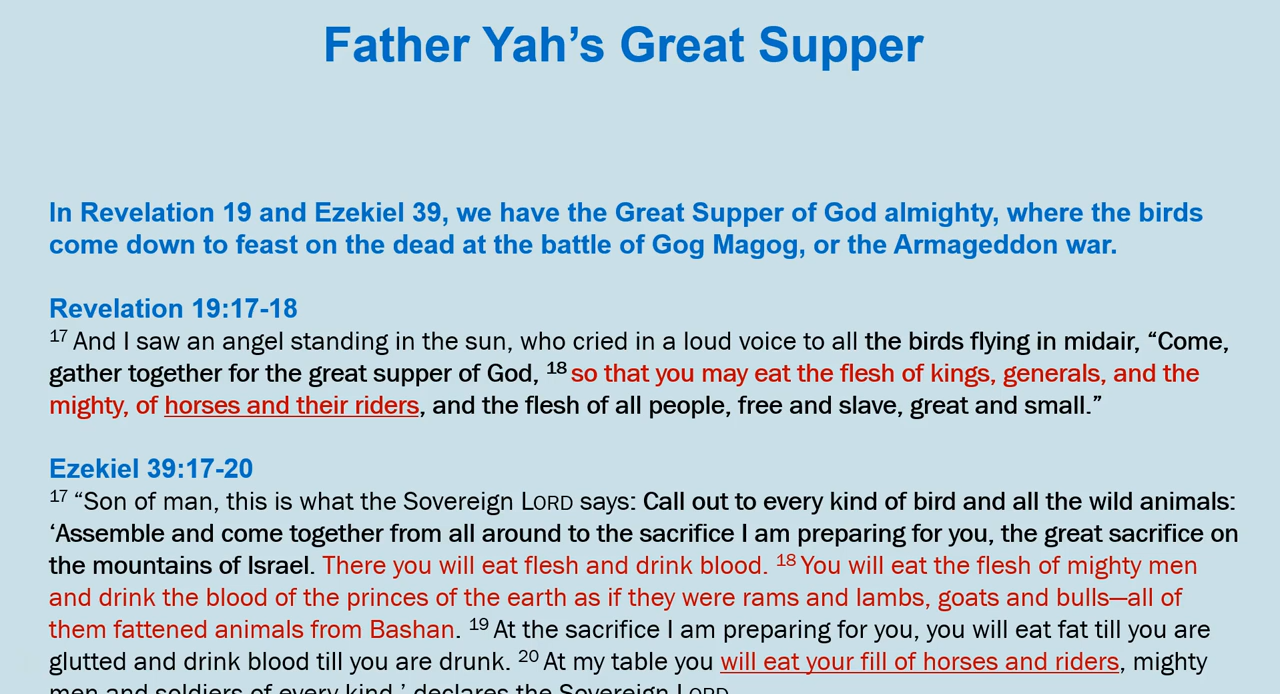 Father Yah’s Great Supper
In Revelation 19 and Ezekiel 39, we have the Great Supper of God almighty, where the birds
come down to feast on the dead at the battle of Gog Magog, or the Armageddon war.
Revelation 19:17-18
17 And I saw an angel standing in the sun, who cried in a loud voice to all the birds flying in midair, “Come,
gather together for the great supper of God, 18 so that you may eat the flesh of kings, generals, and the
mighty, of horses and their riders, and the flesh of all people, free and slave, great and small.”
Ezekiel 39:17-20
17 “Son of man, this is what the Sovereign LORD says: Call out to every kind of bird and all the wild animals:
‘Assemble and come together from all around to the sacrifice I am preparing for you, the great sacrifice on
the mountains of Israel. There you will eat flesh and drink blood. 18 You will eat the flesh of mighty men
and drink the blood of the princes of the earth as if they were rams and lambs, goats and bulls—all of
them fattened animals from Bashan. 19 At the sacrifice I am preparing for you, you will eat fat till you are
glutted and drink blood till you are drunk. 20 At my table you will eat your fill of horses and riders, mighty
men and soldiers of every kind,’ declares the Sovereign LORD.